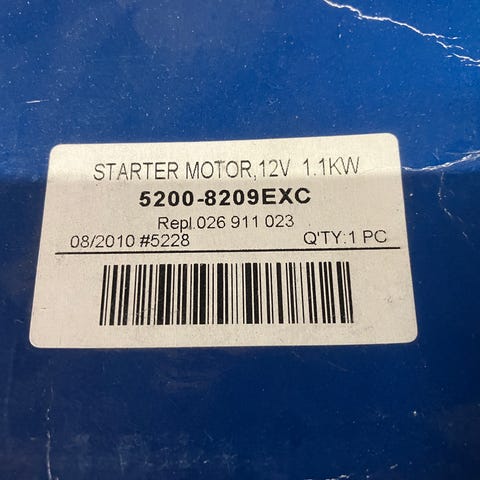 STARTER MOTOR,12V 1.1KW
5200-8209EXC
Repl.026 911 023
08/2010 #5228 Q'TY:1 PC